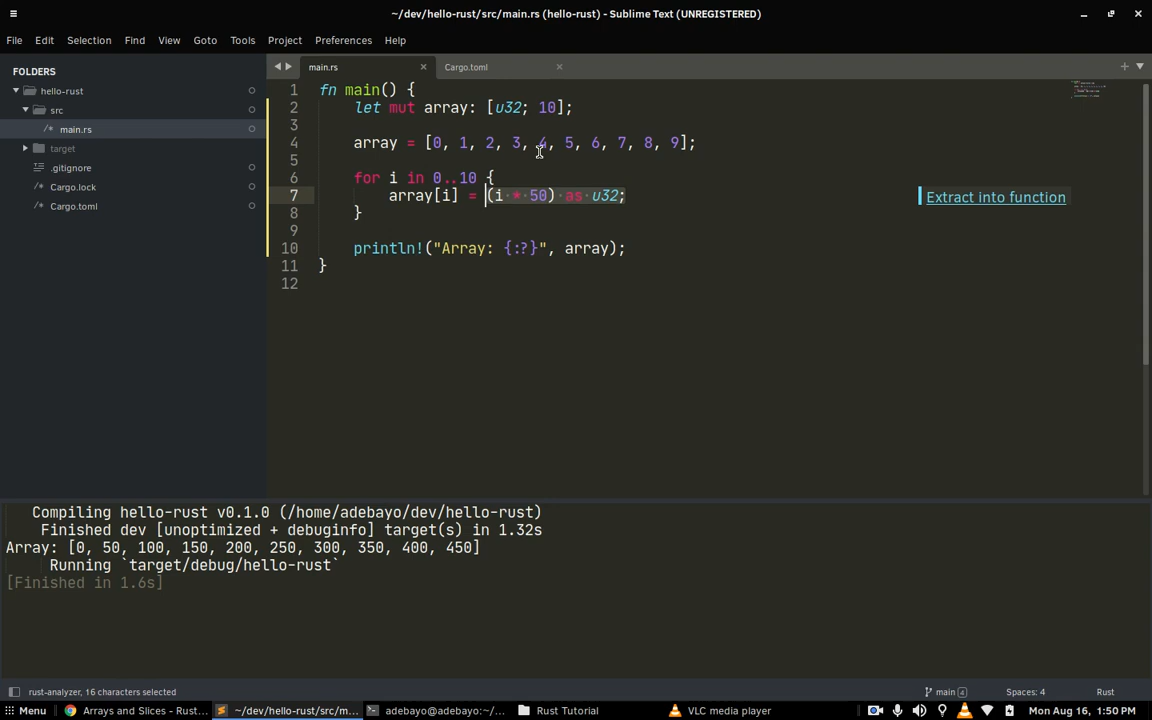 ~/dev/hello-rust/src/main.rs (hello-rust) - Sublime Text (UNREGISTERED)
File Edit Selection Find View Goto Tools Project Preferences Help
FOLDERS
hello-rust
src
/* main.rs
target
.gitignore
Cargo.lock
/* Cargo.toml
main.rs Cargo.toml
1 fn main() {
2     let mut array: [u32; 10];
3
4     array = [0, 1, 2, 3, 4, 5, 6, 7, 8, 9];
5
6     for i in 0..10 {
7         array[i] = (i * 50) as u32;
8     }
9
10     println!("Array: {:?}", array);
11 }
12
Extract into function
Compiling hello-rust v0.1.0 (/home/adebayo/dev/hello-rust)
Finished dev [unoptimized + debuginfo] target(s) in 1.32s
Array: [0, 50, 100, 150, 200, 250, 300, 350, 400, 450]
Running `target/debug/hello-rust`
[Finished in 1.6s]
rust-analyzer, 16 characters selected main 4 Spaces: 4 Rust
Menu Arrays and Slices - Rust... ~/dev/hello-rust/src/m... adebayo@adebayo:~/... Rust Tutorial VLC media player Mon Aug 16, 1:50 PM